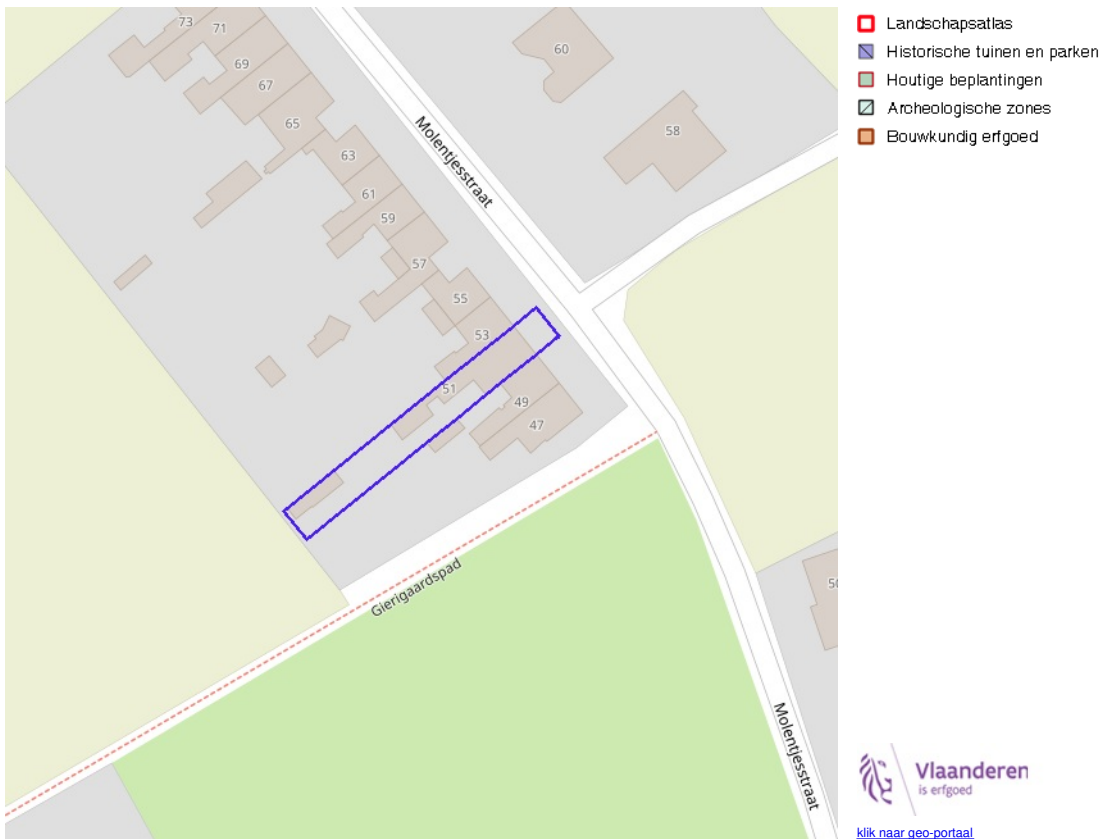 73
71
69
67
65
63
61
59
57
55
53
51
49
47
60
58
Molentjesstraat
Gierigaardspad
Molentjesstraat
Landschapsatlas
Historische tuinen en parken
Houtige beplantingen
Archeologische zones
Bouwkundig erfgoed
Vlaanderen
is erfgoed
klik naar geo-portaal